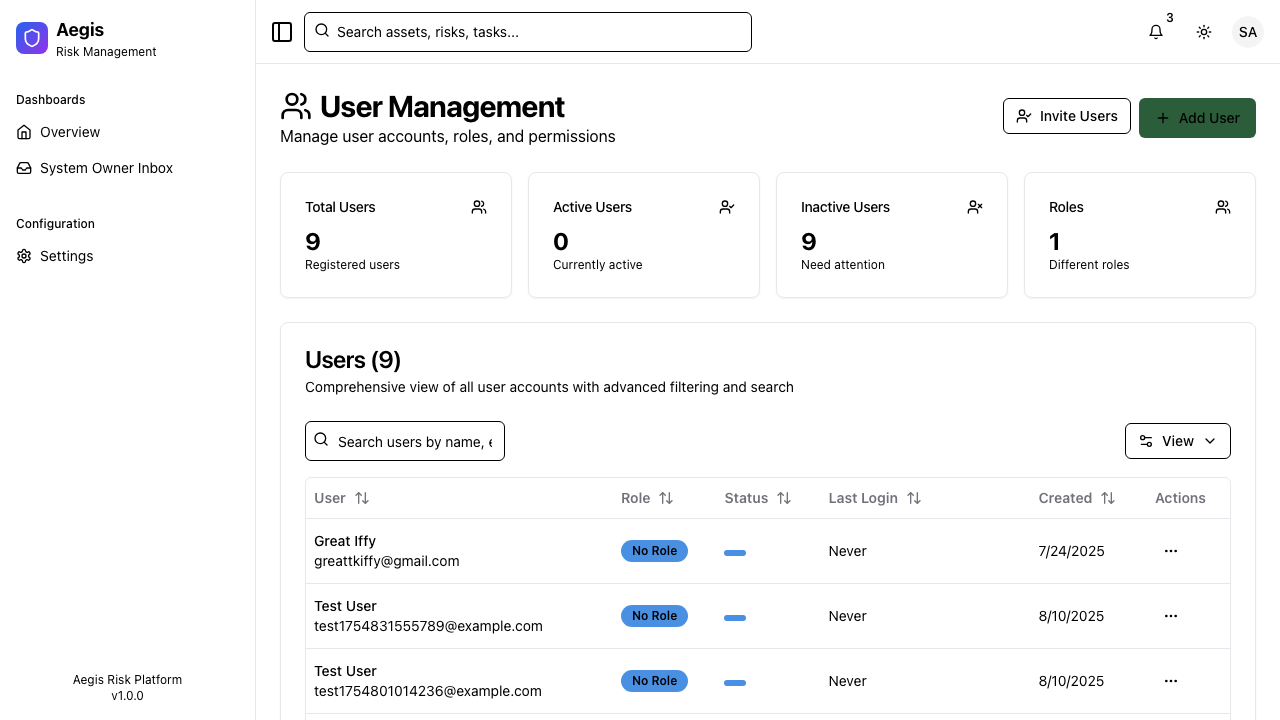 Aegis
Risk Management
Dashboards
Overview
System Owner Inbox
Configuration
Settings
Aegis Risk Platform
v1.0.0
Search assets, risks, tasks...
3
SA
User Management
Manage user accounts, roles, and permissions
Invite Users
Add User
Total Users
9
Registered users
Active Users
0
Currently active
Inactive Users
9
Need attention
Roles
1
Different roles
Users (9)
Comprehensive view of all user accounts with advanced filtering and search
Search users by name,
View
User Role Status Last Login Created Actions
Great Iffy
greattkiffy@gmail.com
No Role Never 7/24/2025
Test User
test1754831555789@example.com
No Role Never 8/10/2025
Test User
test1754801014236@example.com
No Role Never 8/10/2025